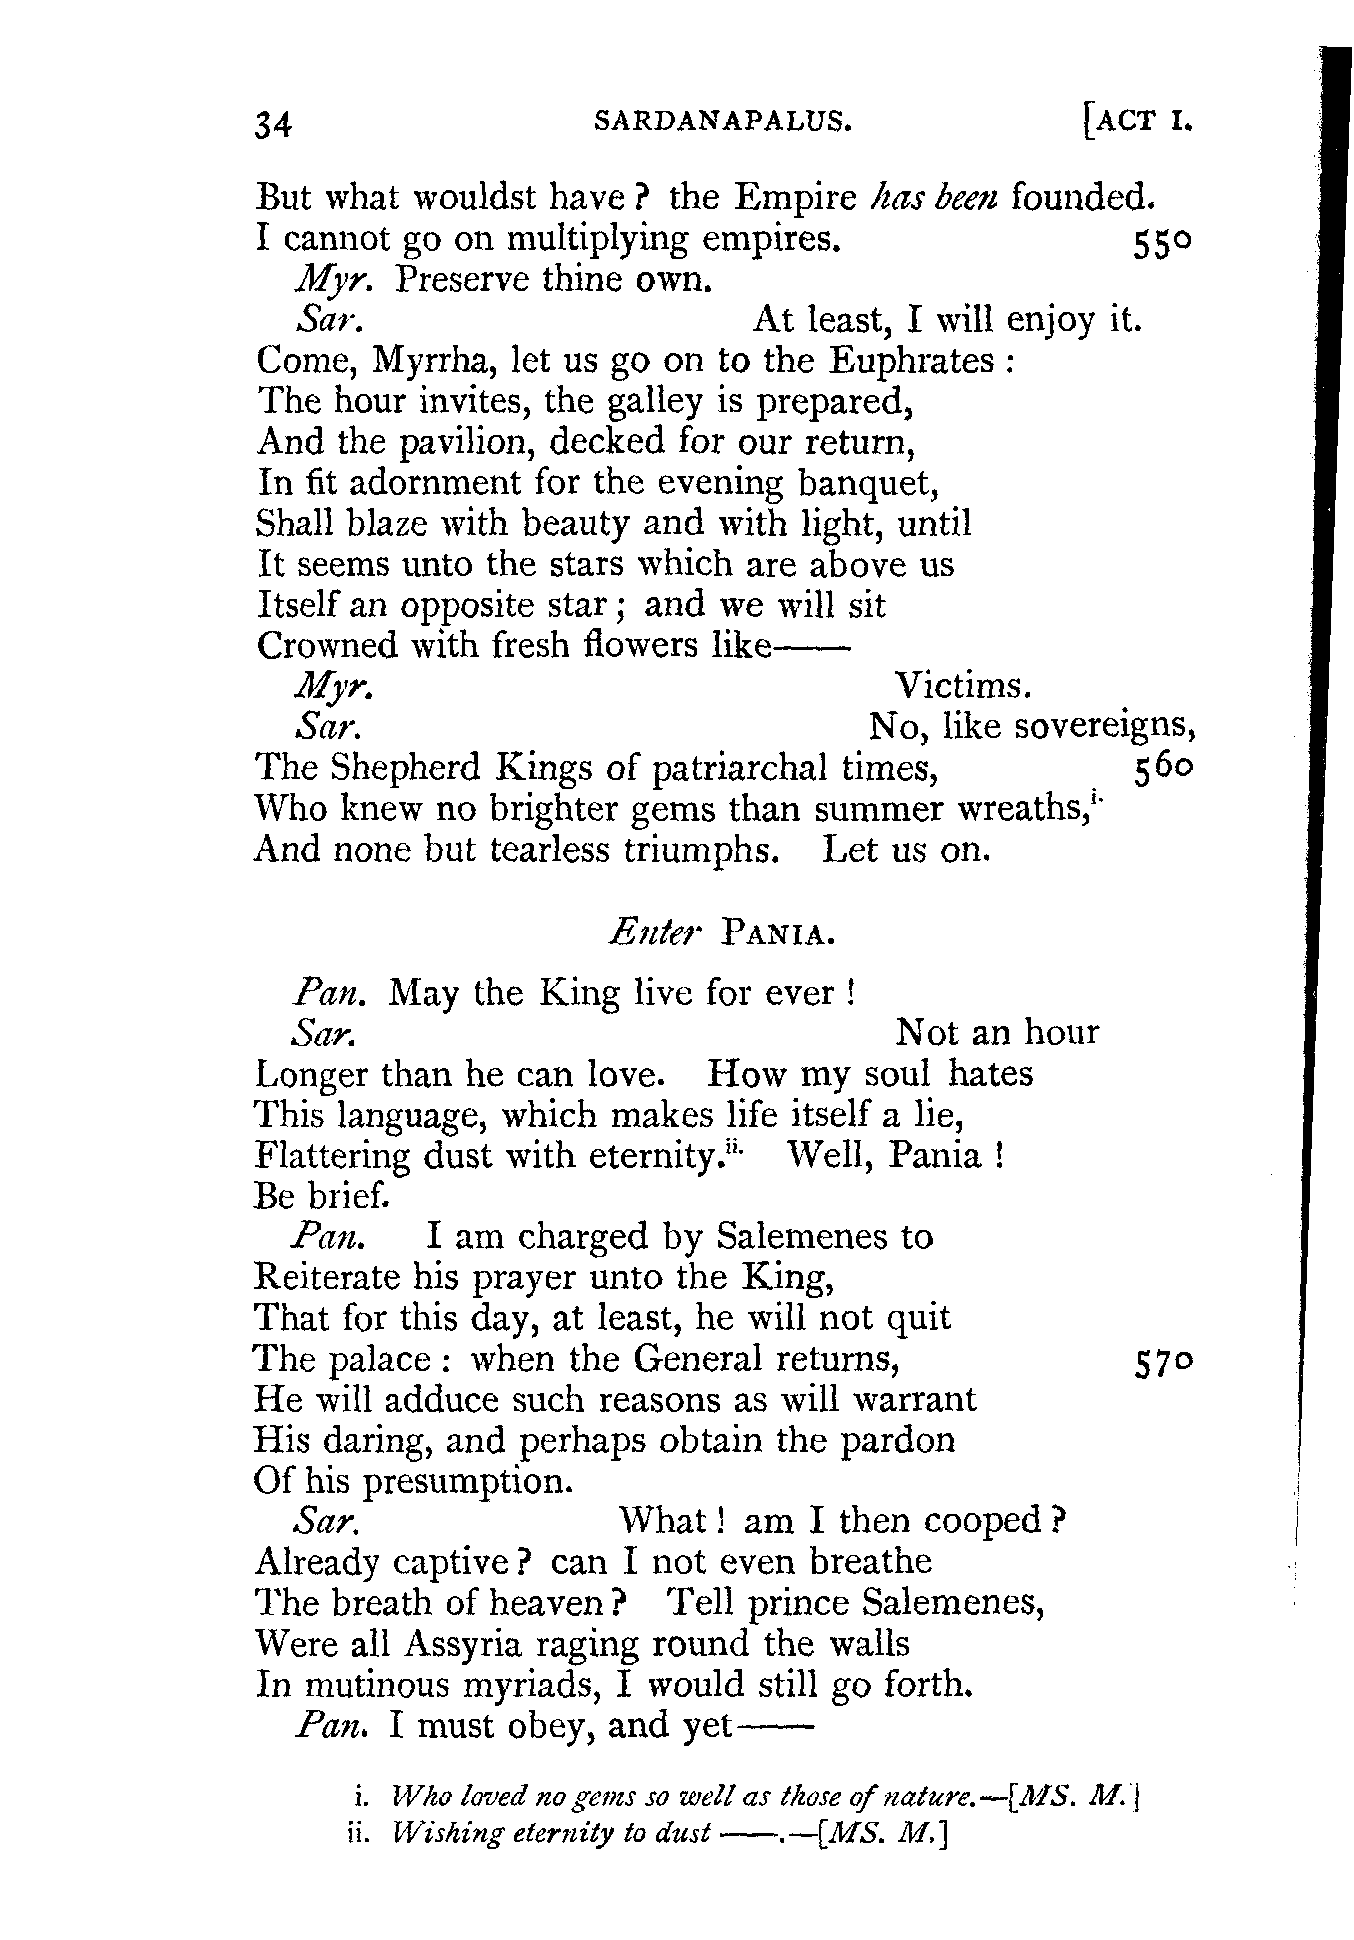 34 SARDANAPALUS. [ACT I.
But what wouldst have? the Empire has been founded.
I cannot go on multiplying empires. 550
Myr. Preserve thine own.
Sar. At least, I will enjoy it.
Come, Myrrha, let us go on to the Euphrates :
The hour invites, the galley is prepared,
And the pavilion, decked for our return,
In fit adornment for the evening banquet,
Shall blaze with beauty and with light, until
It seems unto the stars which are above us
Itself an opposite star ; and we will sit
Crowned with fresh flowers like——
Myr. Victims.
Sar. No, like sovereigns,
The Shepherd Kings of patriarchal times, 560
Who knew no brighter gems than summer wreaths,i.
And none but tearless triumphs. Let us on.
Enter PANIA.
Pan. May the King live for ever !
Sar. Not an hour
Longer than he can love. How my soul hates
This language, which makes life itself a lie,
Flattering dust with eternity.ii. Well, Pania !
Be brief.
Pan. I am charged by Salemenes to
Reiterate his prayer unto the King,
That for this day, at least, he will not quit
The palace : when the General returns, 570
He will adduce such reasons as will warrant
His daring, and perhaps obtain the pardon
Of his presumption.
Sar. What ! am I then cooped ?
Already captive ? can I not even breathe
The breath of heaven ? Tell prince Salemenes,
Were all Assyria raging round the walls
In mutinous myriads, I would still go forth.
Pan. I must obey, and yet——
i. Who loved no gems so well as those of nature.—[MS. M.]
ii. Wishing eternity to dust ——.—[MS. M.]